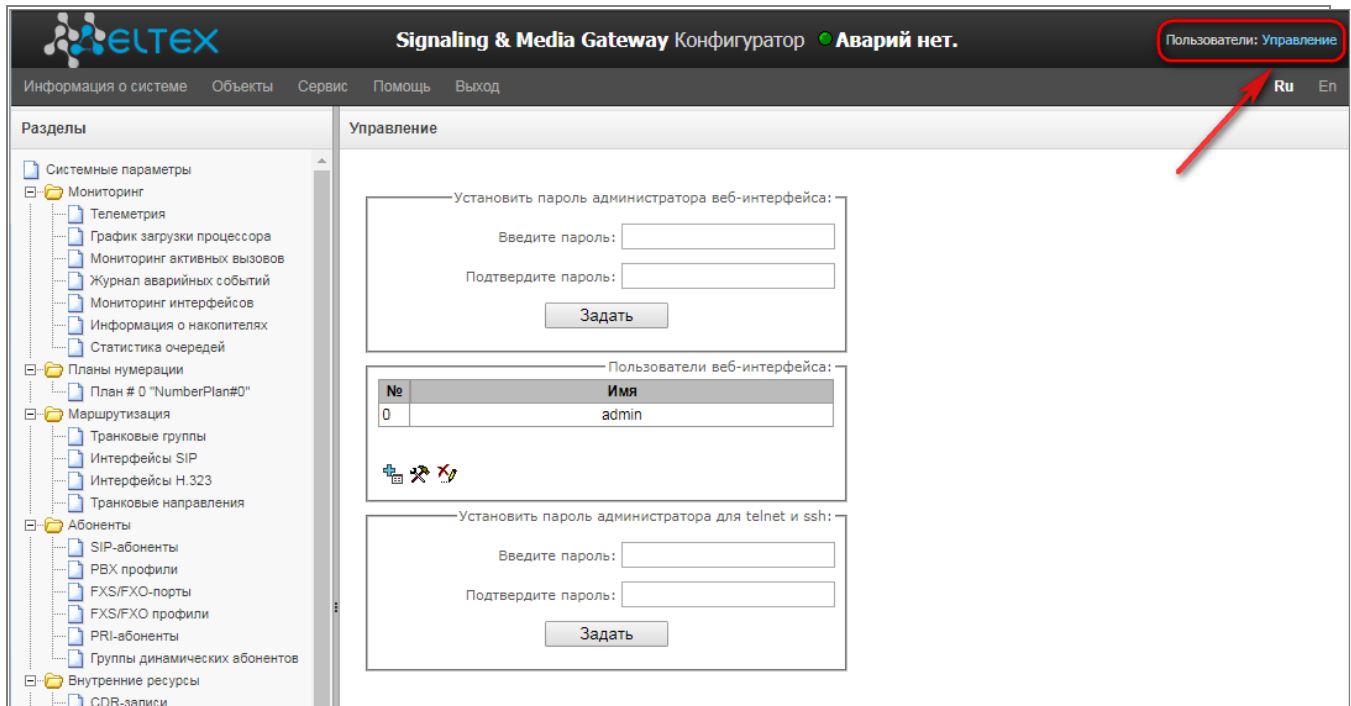 ELTEX
Signaling & Media Gateway Конфигуратор Аварий нет.
Пользователи: Управление
Информация о системе Объекты Сервис Помощь Выход
Ru En
Разделы
Управление
Системные параметры
Мониторинг
Телеметрия
График загрузки процессора
Мониторинг активных вызовов
Журнал аварийных событий
Мониторинг интерфейсов
Информация о накопителях
Статистика очередей
Планы нумерации
План # 0 "NumberPlan#0"
Маршрутизация
Транковые группы
Интерфейсы SIP
Интерфейсы H.323
Транковые направления
Абоненты
SIP-абоненты
PBX профили
FXS/FXO-порты
FXS/FXO профили
PRI-абоненты
Группы динамических абонентов
Внутренние ресурсы
CDR-записи
Установить пароль администратора веб-интерфейса:
Введите пароль:
Подтвердите пароль:
Задать
Пользователи веб-интерфейса:
№ Имя
0 admin
Установить пароль администратора для telnet и ssh:
Введите пароль:
Подтвердите пароль:
Задать